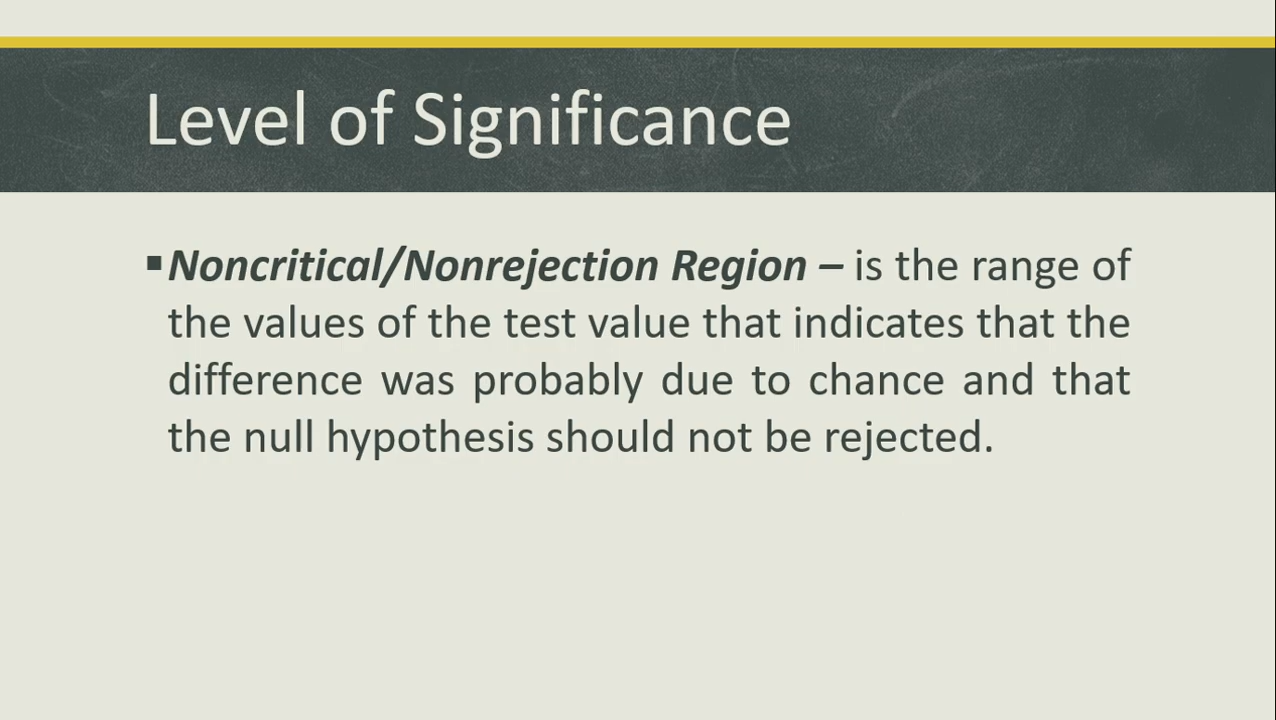 Level of Significance
▪Noncritical/Nonrejection Region – is the range of
the values of the test value that indicates that the
difference was probably due to chance and that
the null hypothesis should not be rejected.